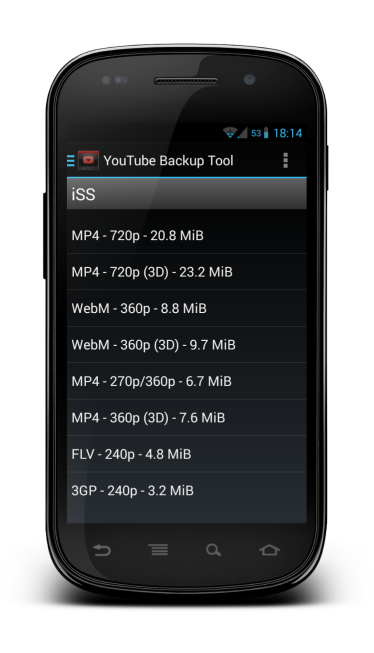 53 18:14
YouTube Backup Tool
iSS
MP4 - 720p - 20.8 MiB
MP4 - 720p (3D) - 23.2 MiB
WebM - 360p - 8.8 MiB
WebM - 360p (3D) - 9.7 MiB
MP4 - 270p/360p - 6.7 MiB
MP4 - 360p (3D) - 7.6 MiB
FLV - 240p - 4.8 MiB
3GP - 240p - 3.2 MiB